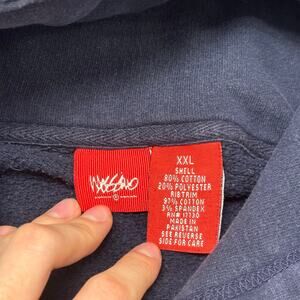 Mossimo
XXL
SHELL
80% COTTON
20% POLYESTER
RIBTRIM
97% COTTON
3% SPANDEX
RN# 17730
MADE IN
PAKISTAN
SEE REVERSE
SIDE FOR CARE